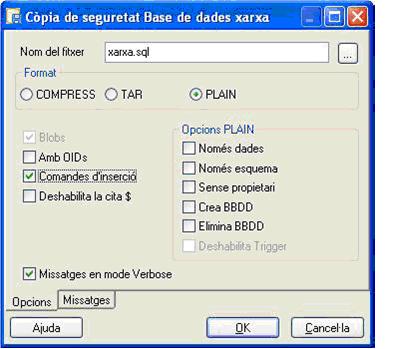 Còpia de seguretat Base de dades xarxa
Nom del fitxer
xarxa.sql
...
Format
COMPRESS
TAR
PLAIN
Blobs
Amb OIDs
Comandes d'inserció
Deshabilita la cita $
Opcions PLAIN
Només dades
Només esquema
Sense propietari
Crea BBDD
Elimina BBDD
Deshabilita Trigger
Missatges en mode Verbose
Opcions Missatges
Ajuda OK Cancel·la